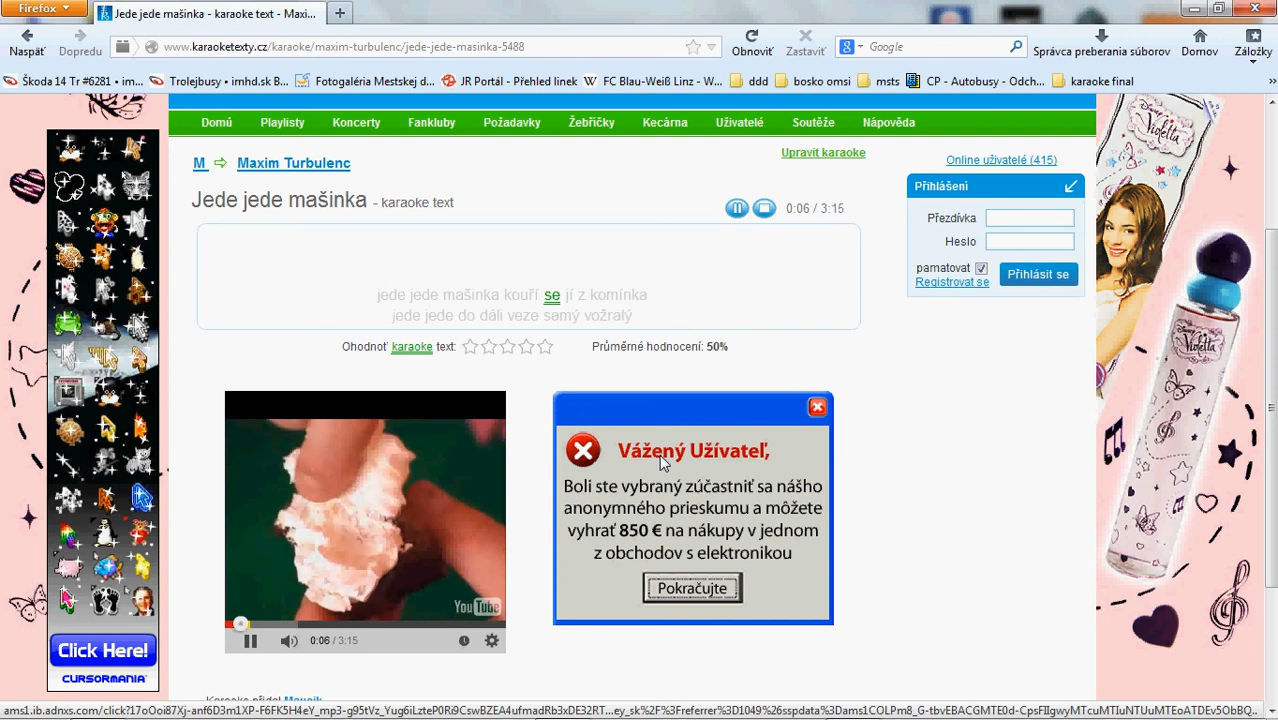 Firefox
Jede jede mašinka - karaoke text - Maxi...
Naspäť
Dopredu
www.karaoketexty.cz/karaoke/maxim-turbulenc/jede-jede-masinka-5488
Obnoviť
Zastaviť
Google
Správca preberania súborov
Domov
Záložky
Škoda 14 Tr #6281 • im...
Trolejbusy • imhd.sk B...
Fotogaléria Mestskej d...
JR Portál - Přehled linek
FC Blau-Weiß Linz - W...
ddd
bosko omsi
msts
CP - Autobusy - Odch...
karaoke final
Domú
Playlisty
Koncerty
Fankluby
Požadavky
Žebříčky
Kecárna
Uživatelé
Soutěže
Nápověda
M
Maxim Turbulenc
Upravit karaoke
Online uživatelé (415)
Jede jede mašinka - karaoke text
0:06 / 3:15
Přihlášení
Přezdívka
Heslo
pamatovat
Registrovat se
Přihlásit se
jede jede mašinka kouří se jí z komínka
jede jede do dáli veze samý vožralý
Ohodnoť karaoke text:
Průměrné hodnocení: 50%
Vážený Užívateľ,
Boli ste vybraný zúčastniť sa nášho
anonymného prieskumu a môžete
vyhrať 850 € na nákupy v jednom
z obchodov s elektronikou
Pokračujte
YouTube
0:06 / 3:15
Click Here!
CURSORMANIA
Violetta
Violetta
Karaoke přidal